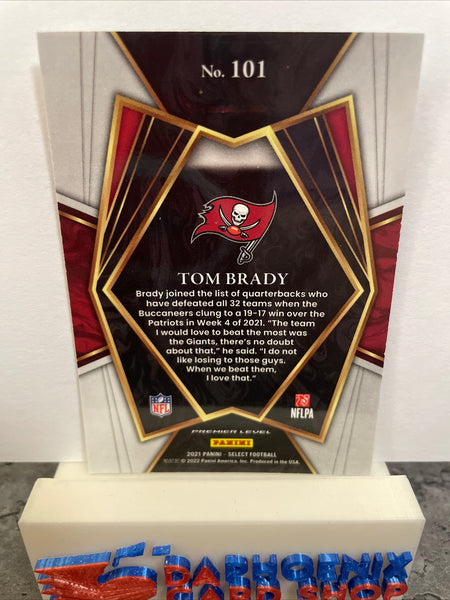 No. 101
TOM BRADY
Brady joined the list of quarterbacks who
have defeated all 32 teams when the
Buccaneers clung to a 19-17 win over the
Patriots in Week 4 of 2021. “The team
I would love to beat the most was
the Giants, there's no doubt
about that,” he said. “I do not
like losing to those guys.
When we beat them,
I love that.”
NFL
NFLPA
PREMIER LEVEL
PANINI
2021 PANINI - SELECT FOOTBALL
© 2022 Panini America, Inc. Produced in the USA.
DAPHOENIX
CARD SHOP